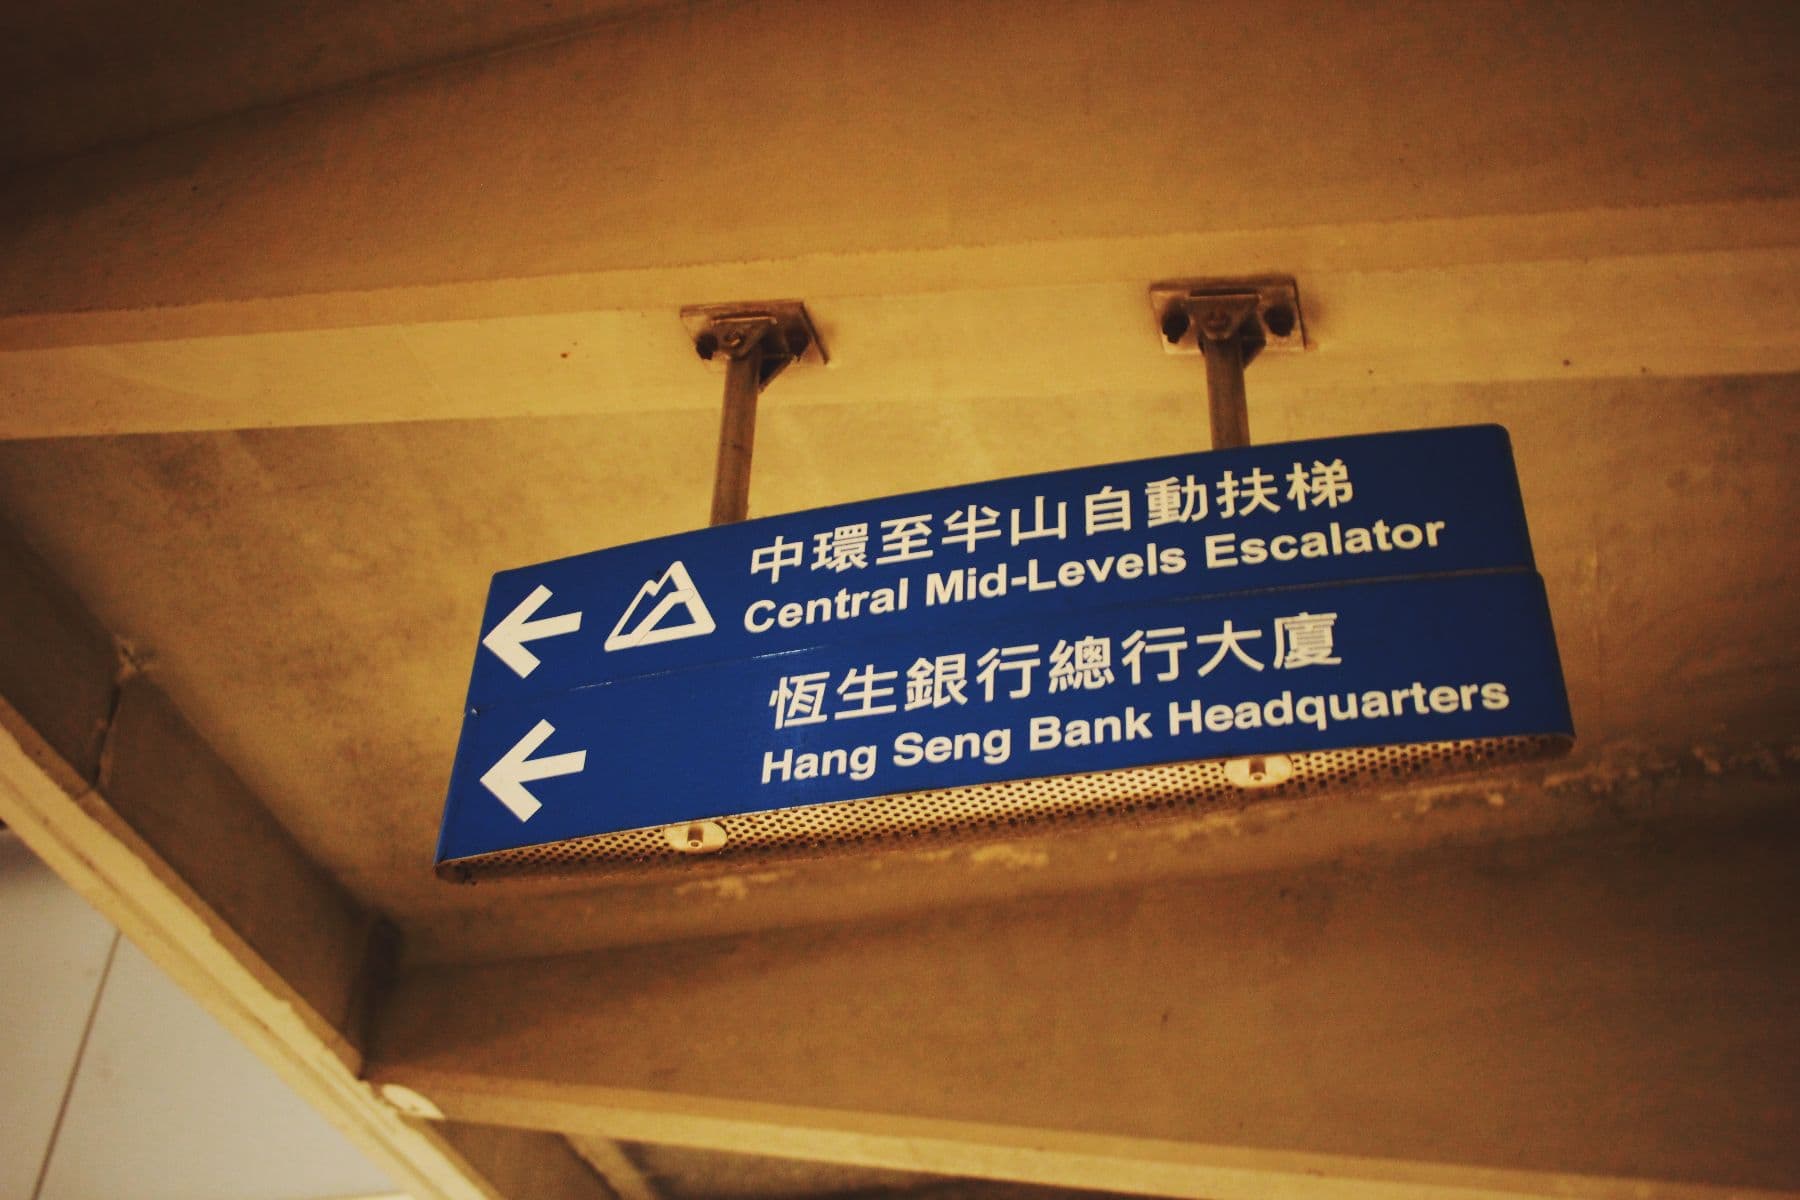 中環至半山自動扶梯
Central Mid-Levels Escalator
恆生銀行總行大廈
Hang Seng Bank Headquarters